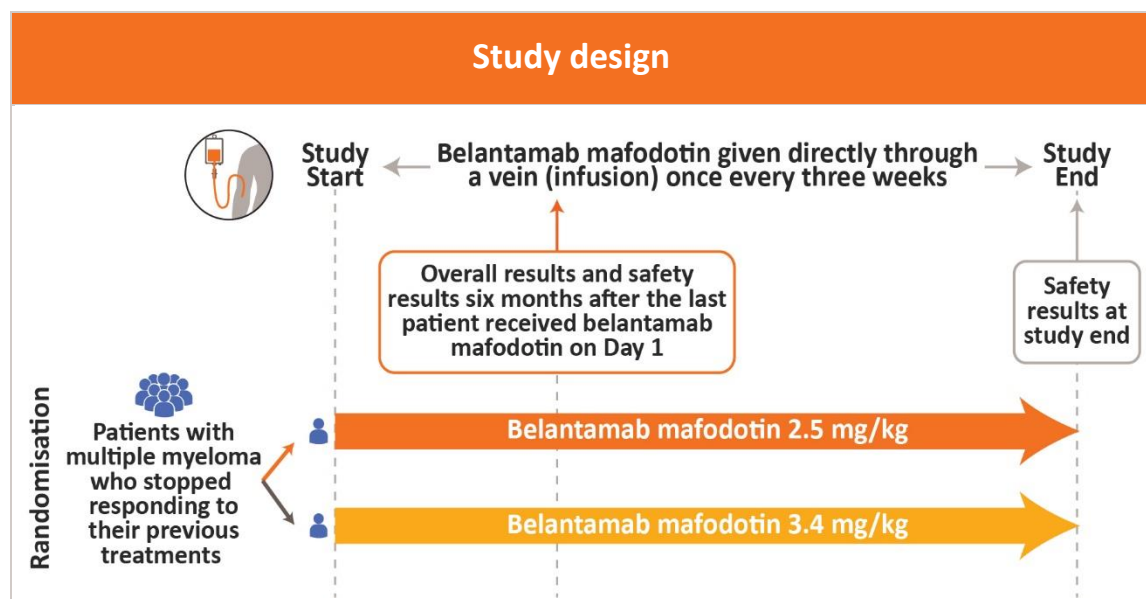 Study design
Study
Start
Belantamab mafodotin given directly through
a vein (infusion) once every three weeks
Study
End
Overall results and safety
results six months after the last
patient received belantamab
mafodotin on Day 1
Safety
results at
study end
Randomisation
Patients with
multiple myeloma
who stopped
responding to
their previous
treatments
Belantamab mafodotin 2.5 mg/kg
Belantamab mafodotin 3.4 mg/kg